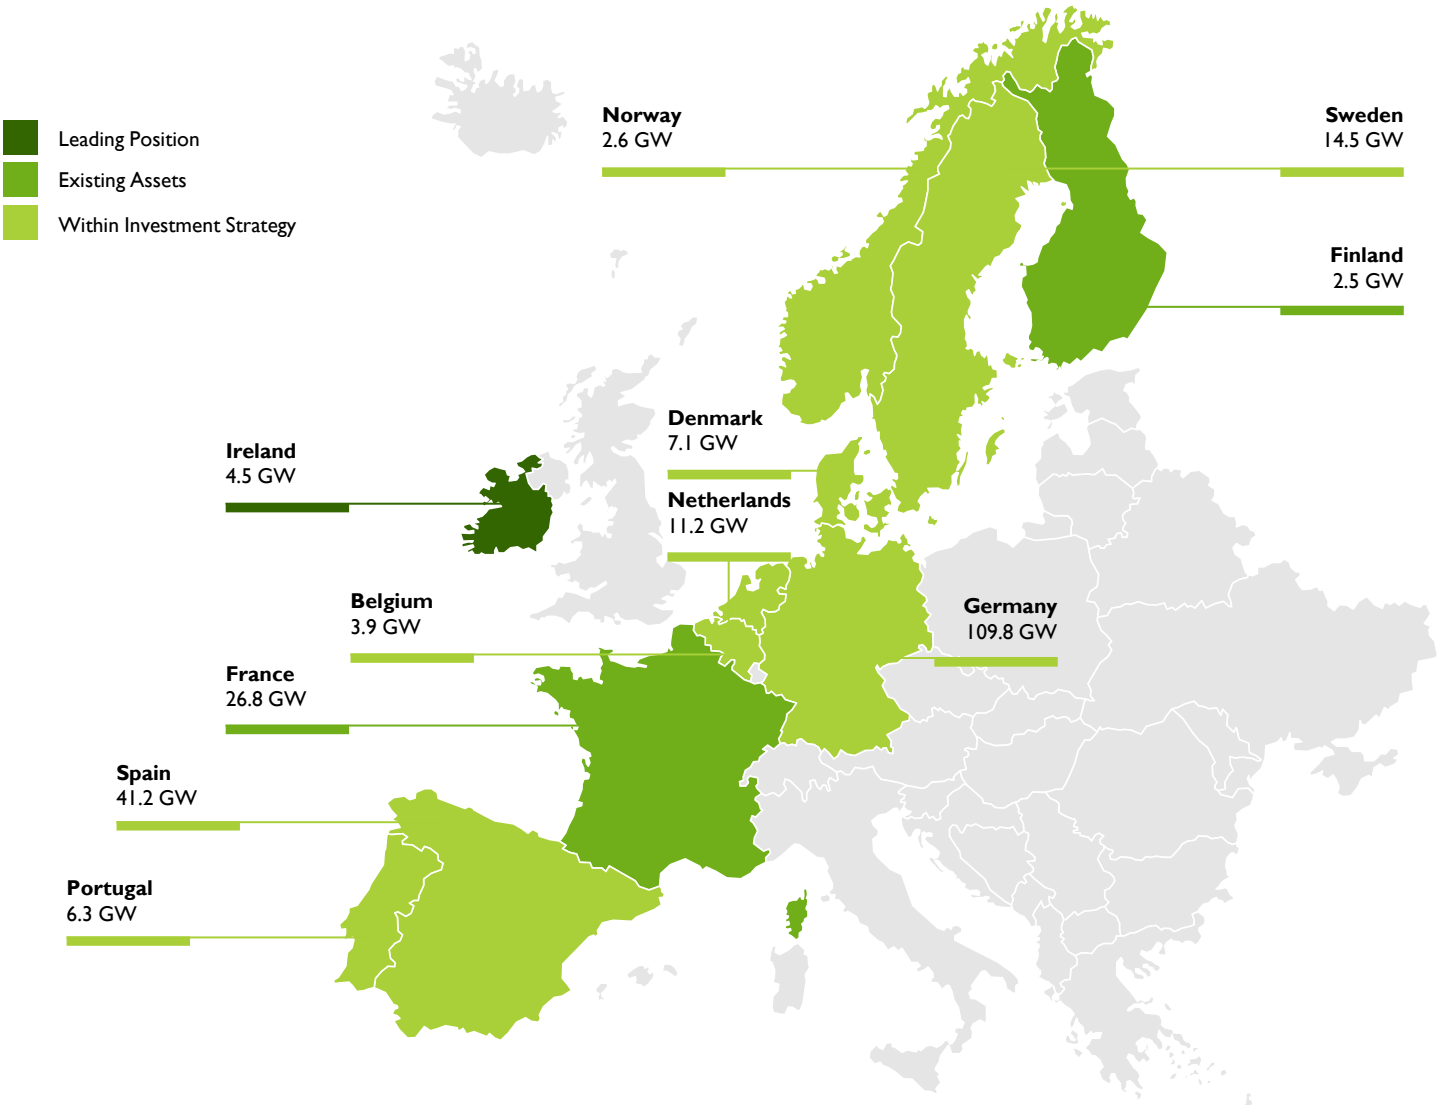 Leading Position
Existing Assets
Within Investment Strategy
Norway
2.6 GW
Sweden
14.5 GW
Finland
2.5 GW
Denmark
7.1 GW
Ireland
4.5 GW
Netherlands
11.2 GW
Belgium
3.9 GW
Germany
109.8 GW
France
26.8 GW
Spain
41.2 GW
Portugal
6.3 GW